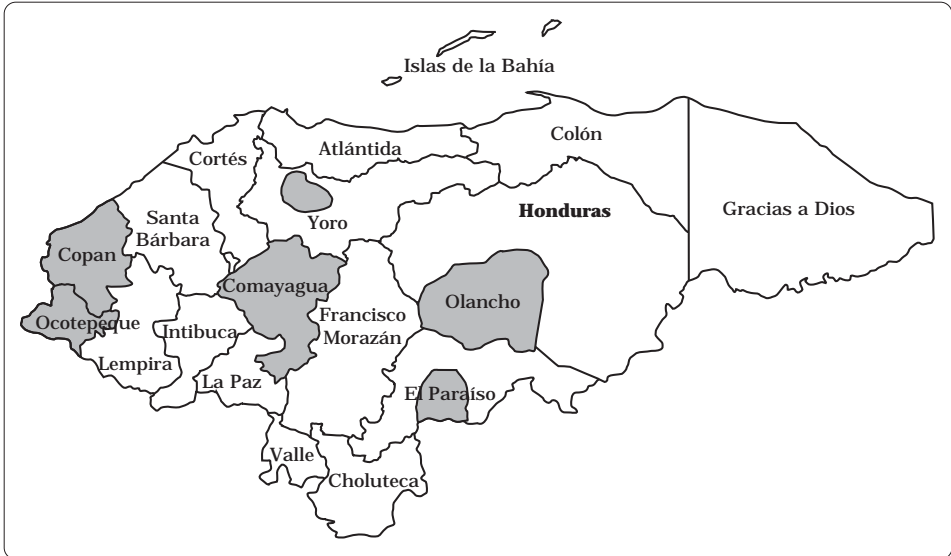 Islas de la Bahía
Colón
Atlántida
Cortés
Gracias a Dios
Honduras
Santa
Bárbara
Yoro
Copan
Comayagua
Olancho
Francisco
Morazán
Ocotepeque
Intibuca
Lempira
La Paz
El Paraíso
Valle
Choluteca